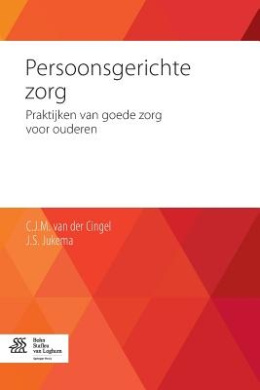 Persoonsgerichte
zorg
Praktijken van goede zorg
voor ouderen
C.J.M. van der Cingel
J.S. Jukema
Bohn
Stafleu
van Loghum